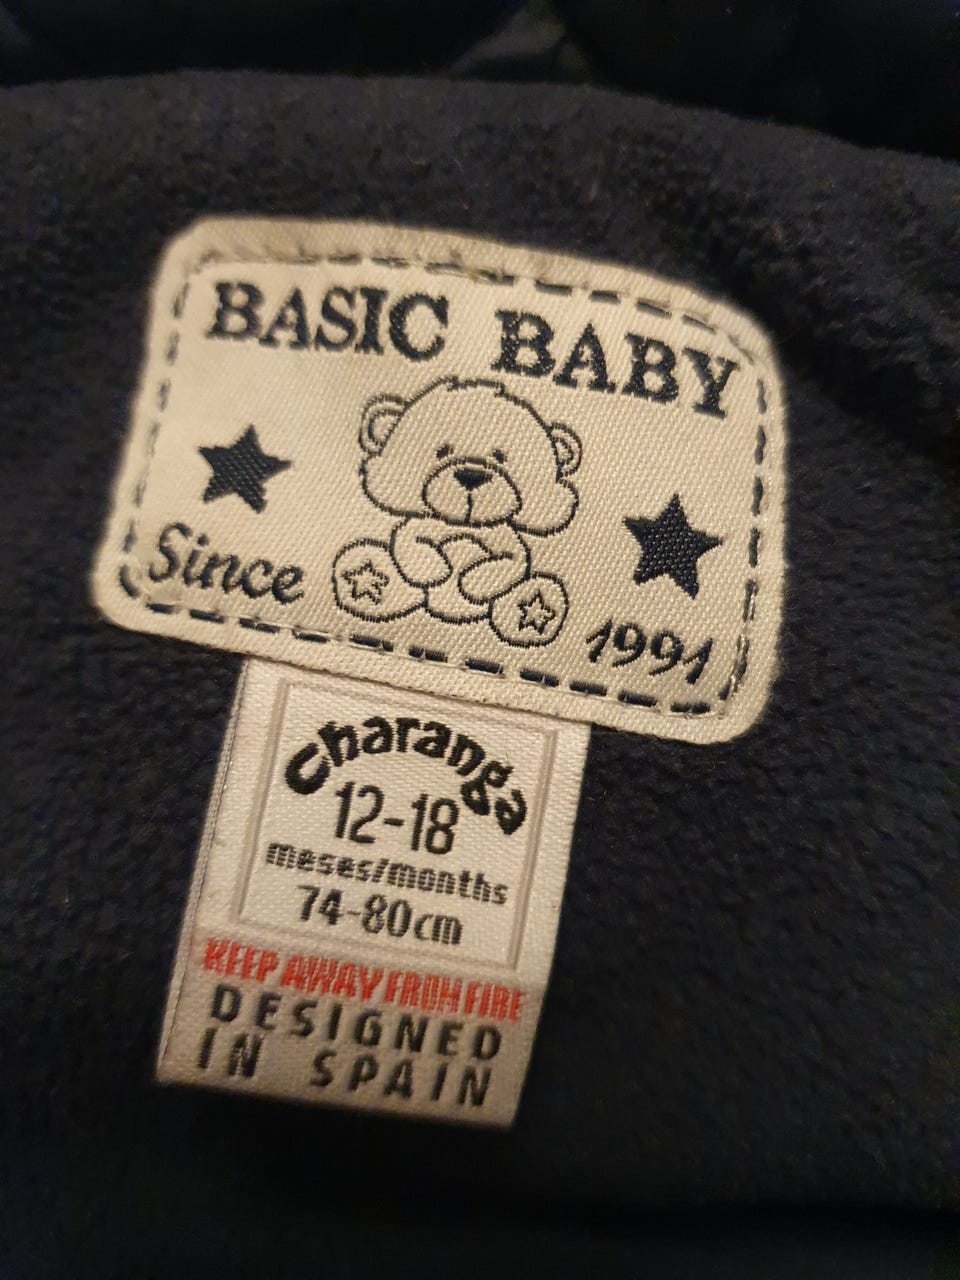 BASIC BABY
Since 1991
Charanga
12-18
meses/months
74-80cm
KEEP AWAY FROM FIRE
DESIGNED
IN SPAIN